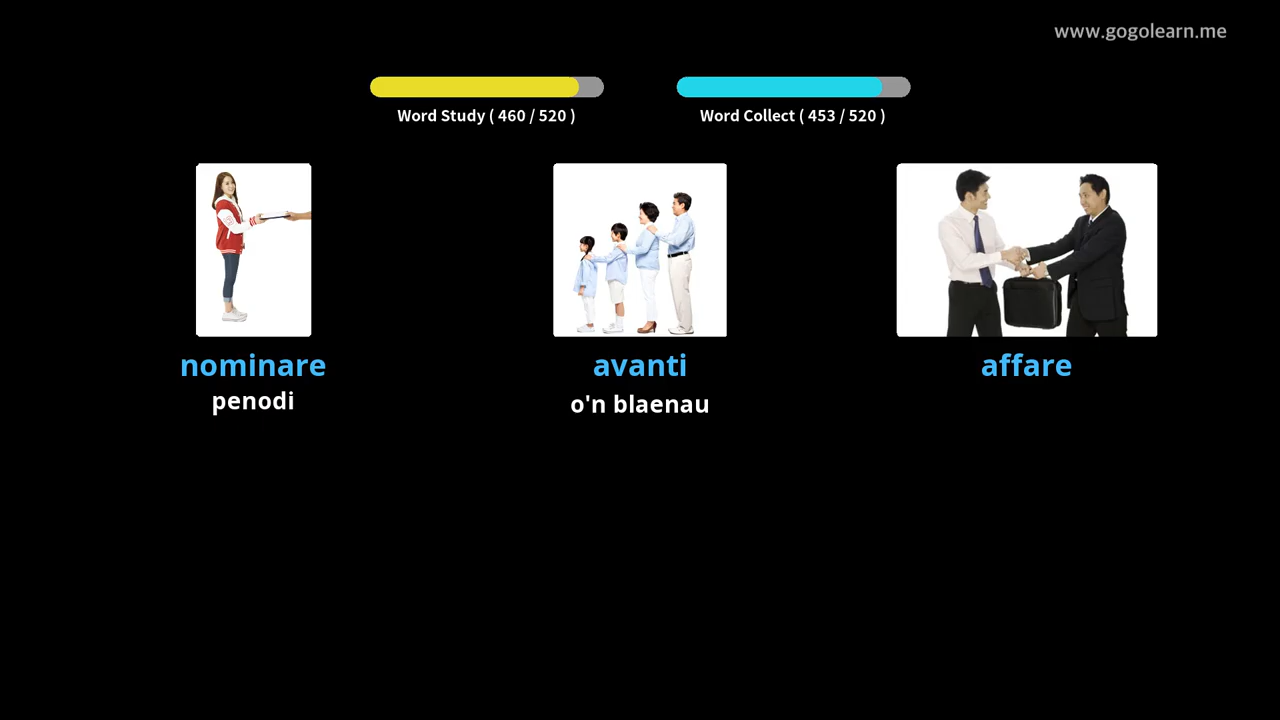 www.gogolearn.me
Word Study ( 460 / 520 )
Word Collect ( 453 / 520 )
nominare
penodi
avanti
o'n blaenau
affare